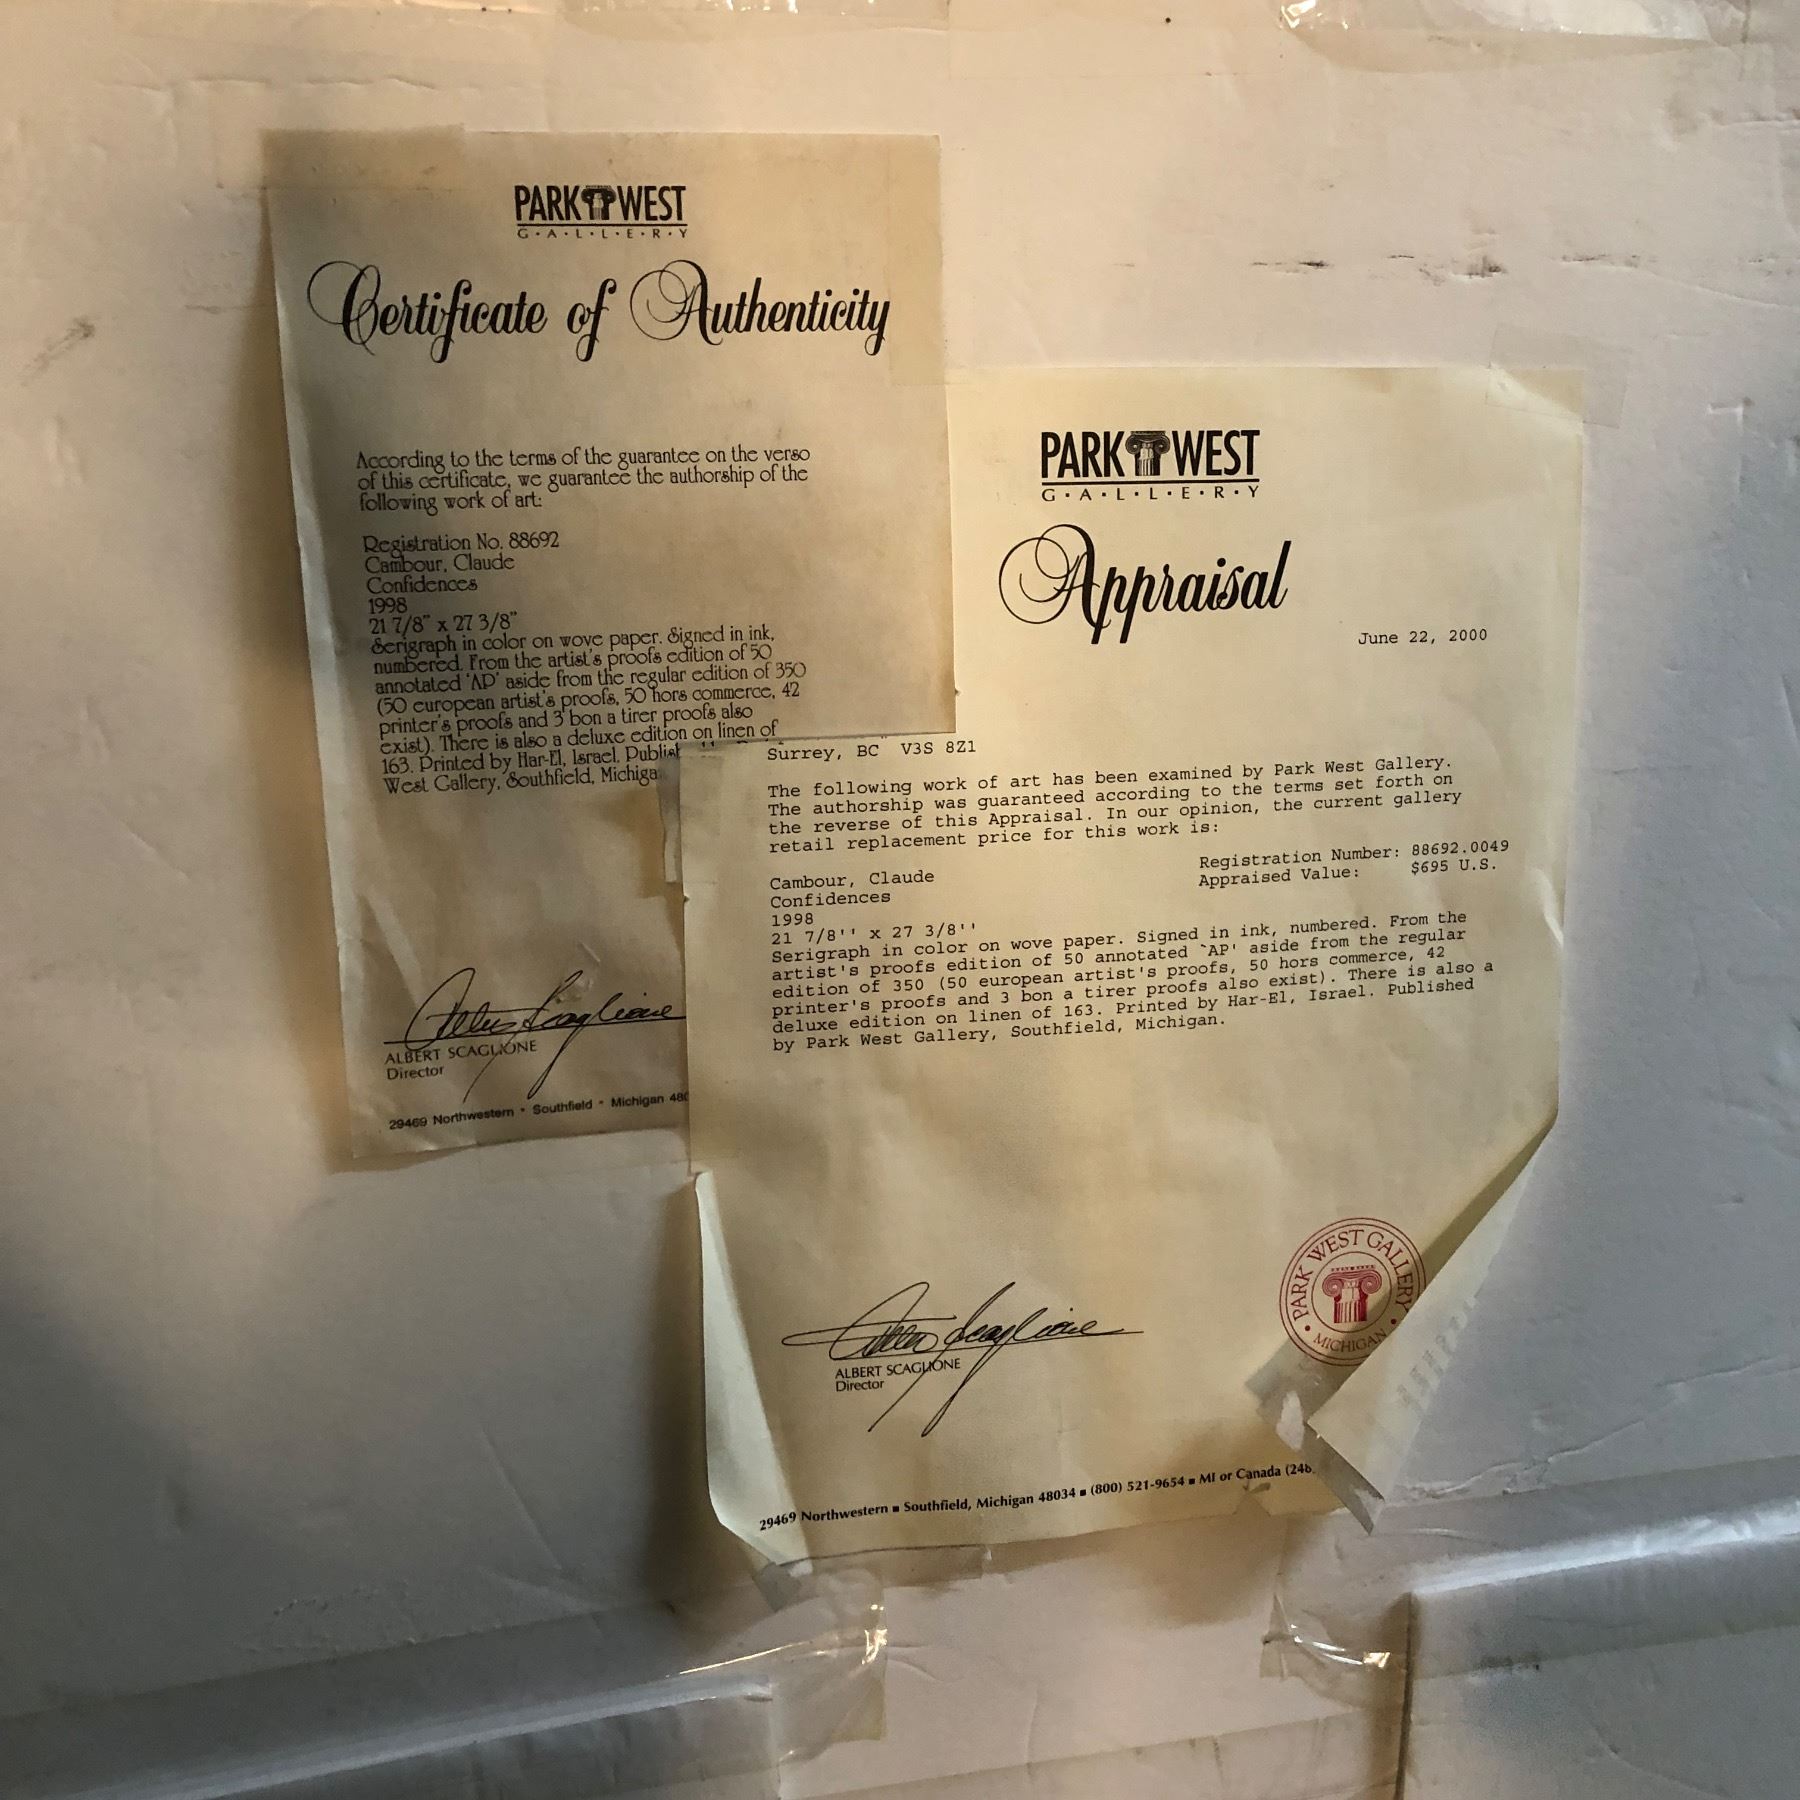 PARK WEST
G·A·L·L·E·R·Y
Certificate of Authenticity
According to the terms of the guarantee on the verso
of this certificate, we guarantee the authorship of the
following work of art:
Registration No. 88692
Cambour, Claude
Confidences
1998
21 7/8" x 27 3/8"
Serigraph in color on wove paper. Signed in ink,
numbered. From the artist's proofs edition of 50
annotated 'AP' aside from the regular edition of 350
(50 european artist's proofs, 50 hors commerce, 42
printer's proofs and 3 bon a tirer proofs also
exist). There is also a deluxe edition on linen of
163. Printed by Har-El, Israel.
West Gallery, Southfield,
ALBERT SCAGLIONE
Director
29469 Northwestern • Southfield • Michigan
PARK WEST
G·A·L·L·E·R·Y
Appraisal
June 22, 2000
Surrey, BC V3S 8Z1
The following work of art has been examined by Park West Gallery.
The authorship was guaranteed according to the terms set forth on
the reverse of this Appraisal. In our opinion, the current gallery
retail replacement price for this work is:
Registration Number: 88692.0049
Appraised Value: $695 U.S.
Cambour, Claude
Confidences
1998
21 7/8'' x 27 3/8''
Serigraph in color on wove paper. Signed in ink, numbered. From the
artist's proofs edition of 50 annotated `AP' aside from the regular
edition of 350 (50 european artist's proofs, 50 hors commerce, 42
printer's proofs and 3 bon a tirer proofs also exist). There is also a
deluxe edition on linen of 163. Printed by Har-El, Israel. Published
by Park West Gallery, Southfield, Michigan.
PARK WEST GALLERY
• MICHIGAN •
ALBERT SCAGLIONE
Director
29469 Northwestern ■ Southfield, Michigan 48034 ■ (800) 521-9654 ■ MI or Canada